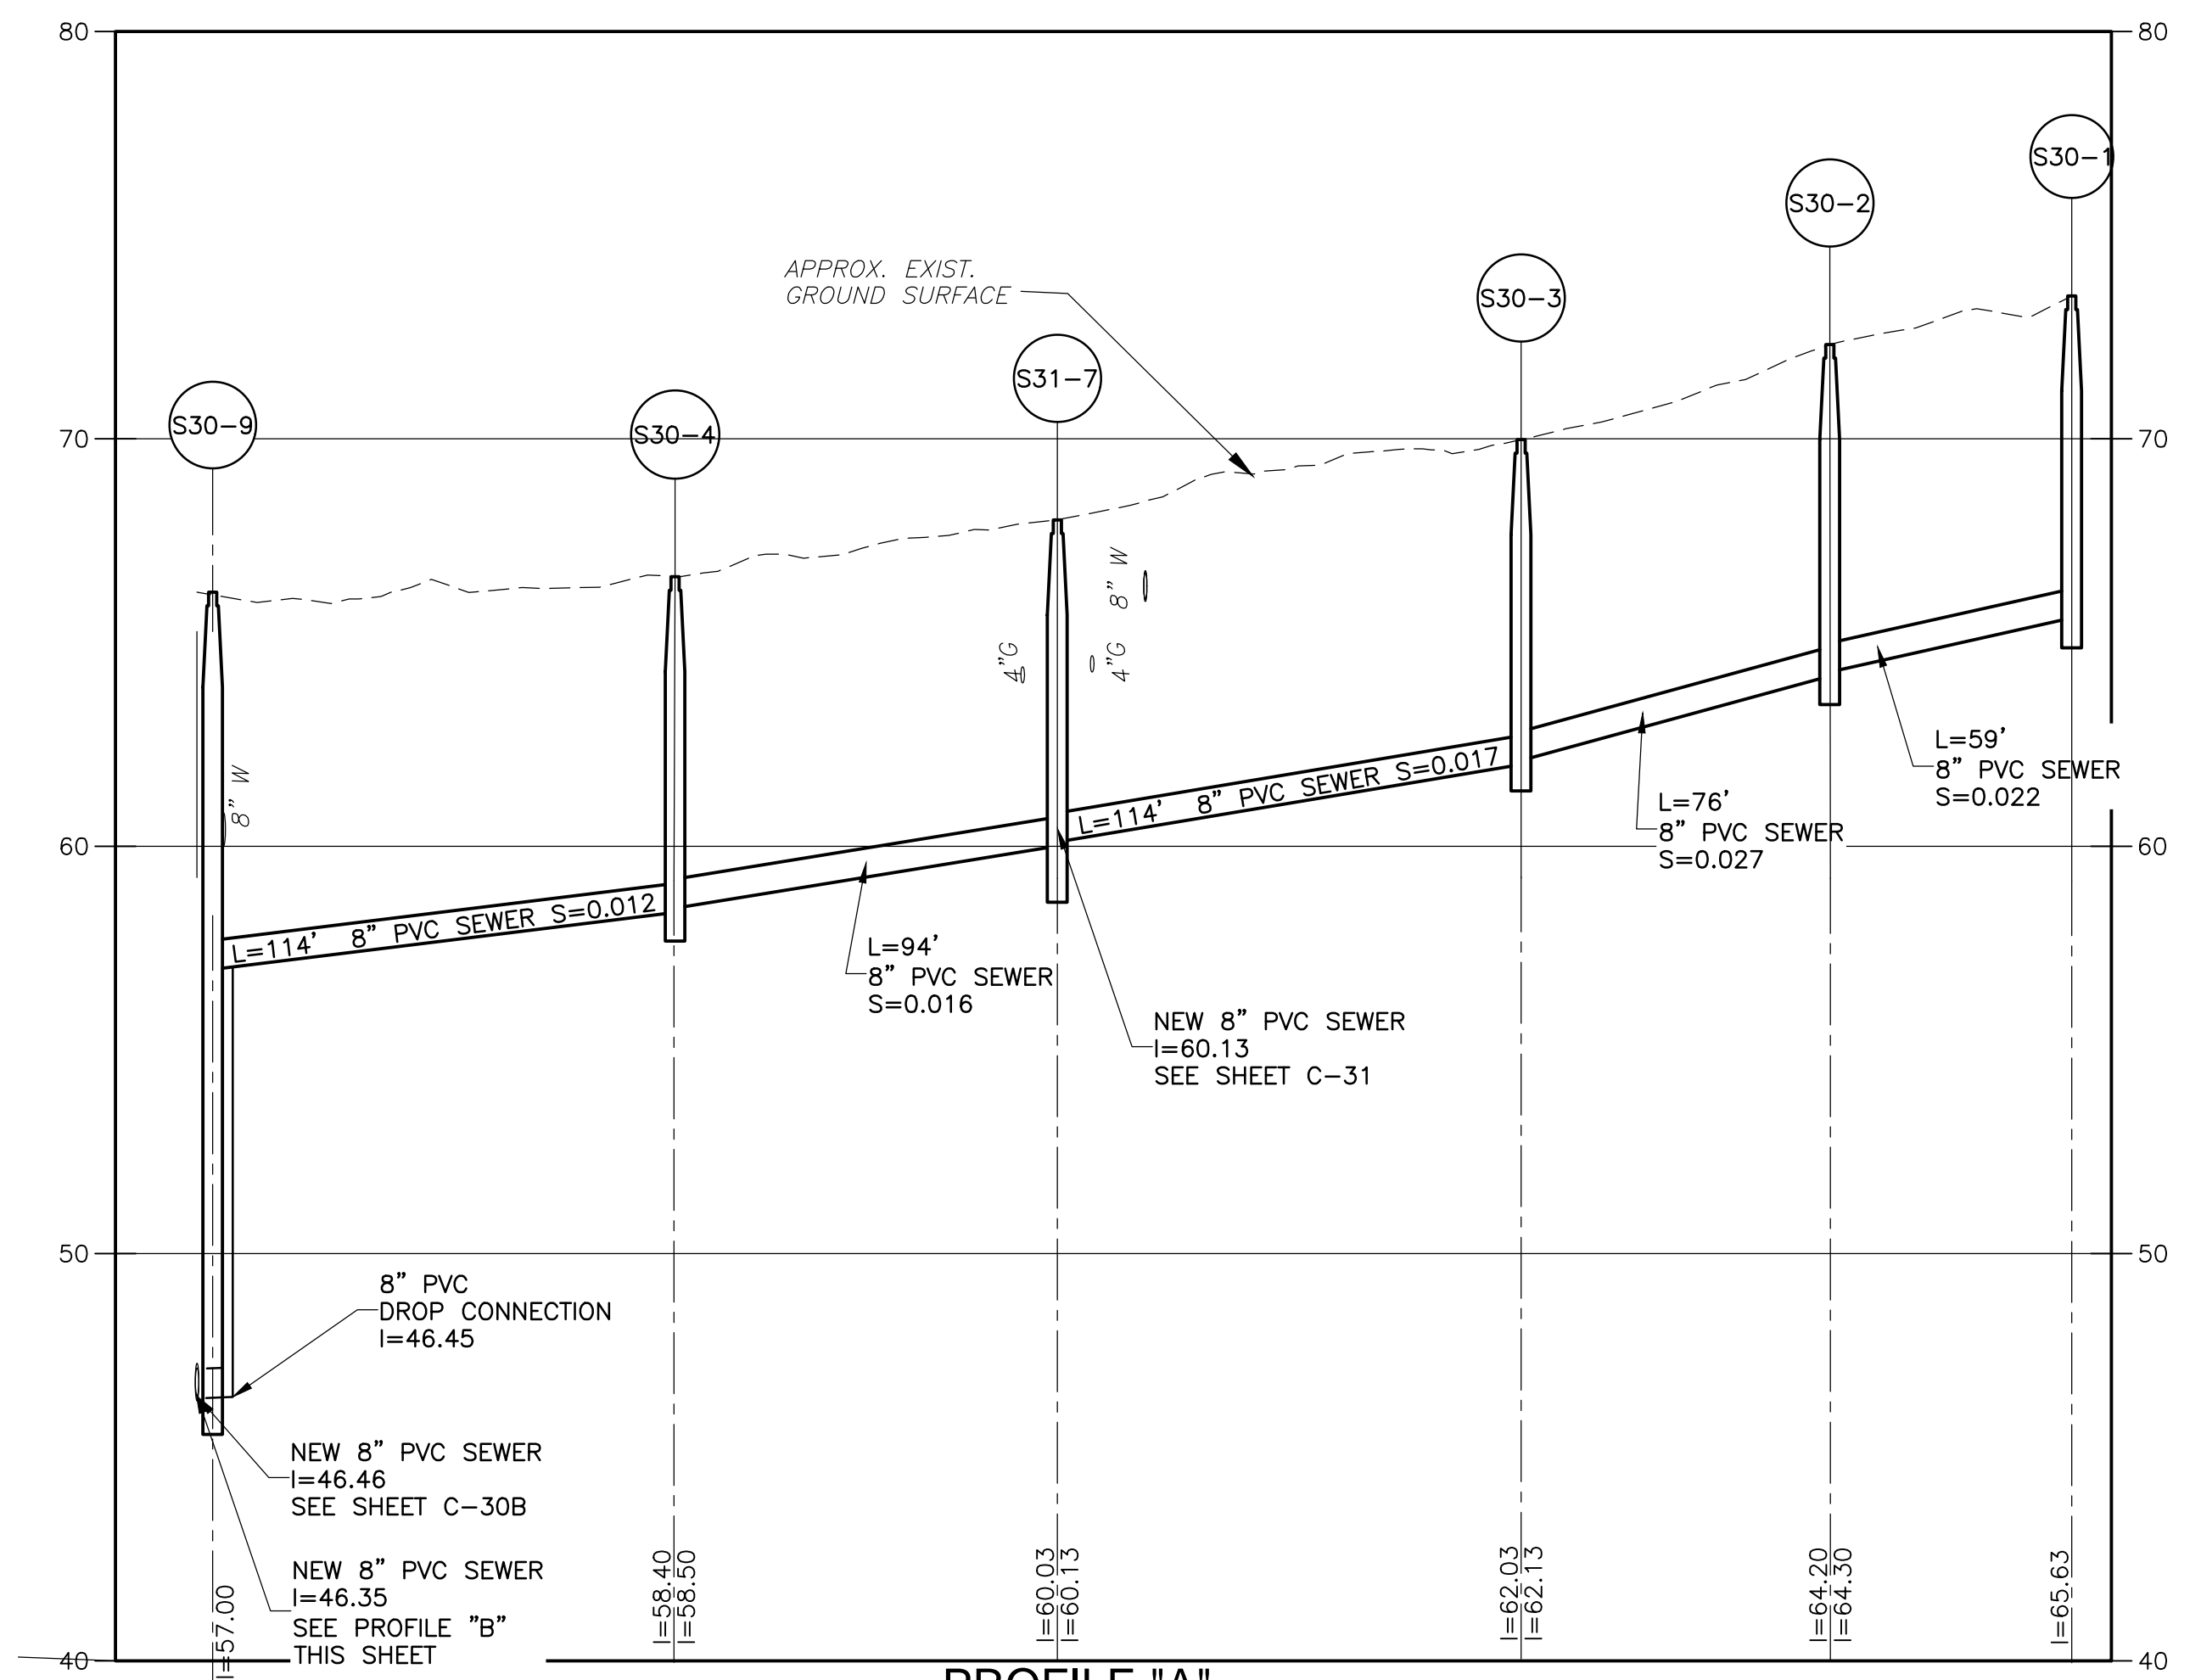 80
80
S30-1
S30-2
APPROX. EXIST.
GROUND SURFACE
S30-3
S31-7
S30-9
S30-4
70
70
8" W
4"G
4"G
8" W
L=114' 8" PVC SEWER S=0.012
L=114' 8" PVC SEWER S=0.017
L=59'
8" PVC SEWER
S=0.022
L=76'
8" PVC SEWER
S=0.027
60
60
L=94'
8" PVC SEWER
S=0.016
NEW 8" PVC SEWER
I=60.13
SEE SHEET C-31
50
50
8" PVC
DROP CONNECTION
I=46.45
NEW 8" PVC SEWER
I=46.46
SEE SHEET C-30B
NEW 8" PVC SEWER
I=46.35
SEE PROFILE "B"
THIS SHEET
I=57.00
I=58.40
I=58.50
I=60.03
I=60.13
I=62.03
I=62.13
I=64.20
I=64.30
I=65.63
40
40
PROFILE "A"